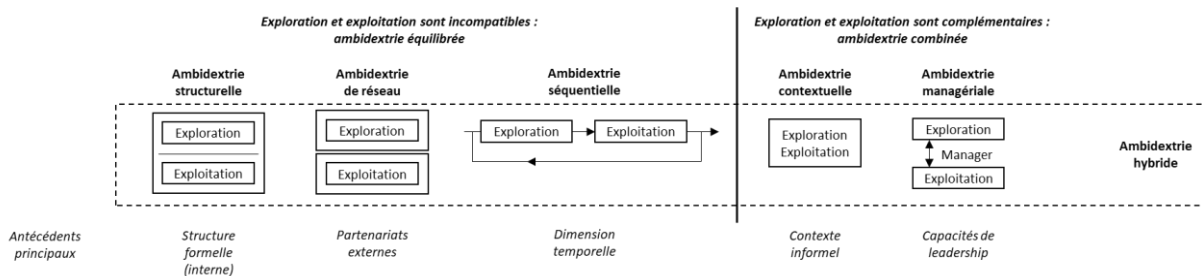 Exploration et exploitation sont incompatibles :
ambidextrie équilibrée
Exploration et exploitation sont complémentaires :
ambidextrie combinée
Ambidextrie
structurelle
Ambidextrie
de réseau
Ambidextrie
séquentielle
Ambidextrie
contextuelle
Ambidextrie
managériale
Exploration
Exploitation
Exploration
Exploitation
Exploration
Exploitation
Exploration
Exploitation
Exploration
Manager
Exploitation
Ambidextrie
hybride
Antécédents
principaux
Structure
formelle
(interne)
Partenariats
externes
Dimension
temporelle
Contexte
informel
Capacités de
leadership